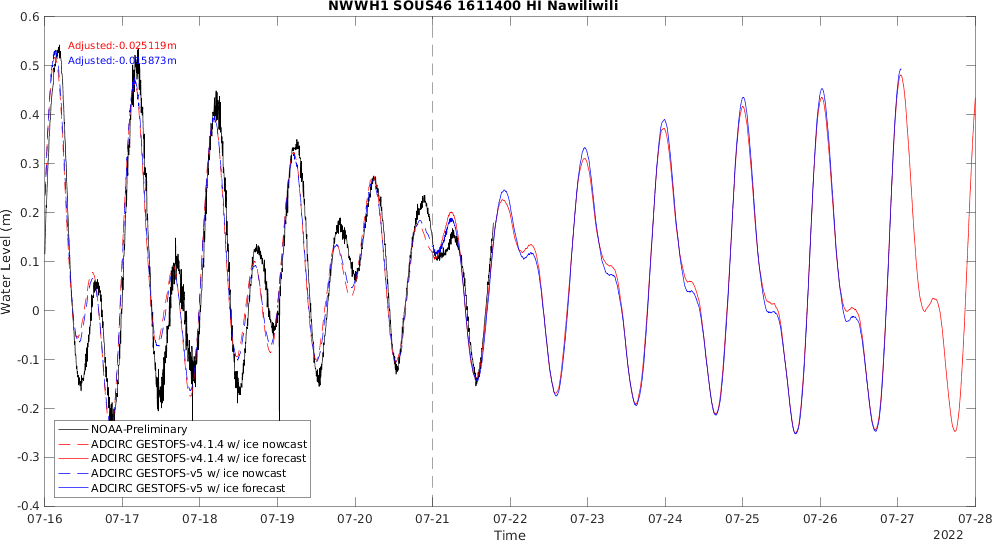 NWWH1 SOUS46 1611400 HI Nawiliwili
0.6
0.5
0.4
0.3
0.2
0.1
0
-0.1
-0.2
-0.3
-0.4
Water Level (m)
Adjusted:-0.025119m
NOAA-Preliminary
ADCIRC GESTOFS-v4.1.4 w/ ice nowcast
ADCIRC GESTOFS-v4.1.4 w/ ice forecast
ADCIRC GESTOFS-v5 w/ ice nowcast
ADCIRC GESTOFS-v5 w/ ice forecast
07-16 07-17 07-18 07-19 07-20 07-21 07-22 07-23 07-24 07-25 07-26 07-27 07-28
Time
2022